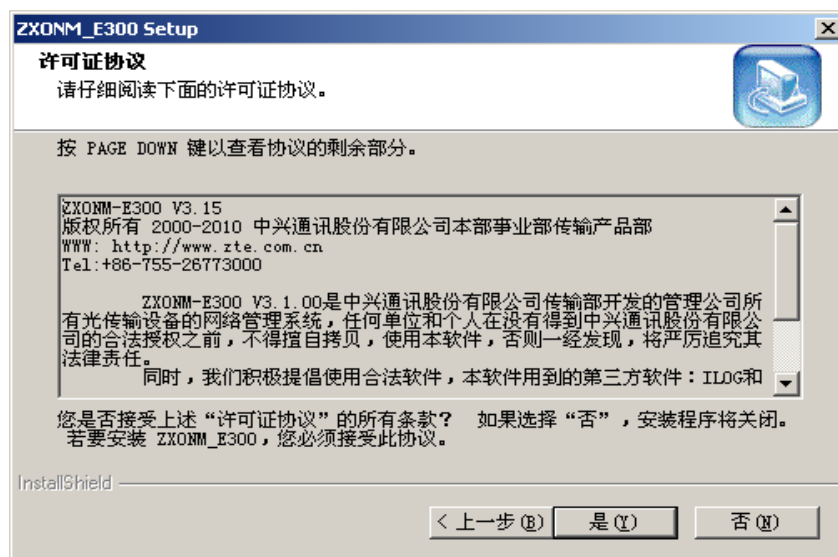 ZXONM_E300 Setup
许可证协议
请仔细阅读下面的许可证协议。
按 PAGE DOWN 键以查看协议的剩余部分。
ZXONM-E300 V3.15
版权所有 2000-2010 中兴通讯股份有限公司本部事业部传输产品部
WWW: http://www.zte.com.cn
Tel:+86-755-26773000
ZXONM-E300 V3.1.00是中兴通讯股份有限公司传输部开发的管理公司所
有光传输设备的网络管理系统，任何单位和个人在没有得到中兴通讯股份有限公
司的合法授权之前，不得擅自拷贝，使用本软件，否则一经发现，将严厉追究其
法律责任。
同时，我们积极提倡使用合法软件，本软件用到的第三方软件：ILOG和
您是否接受上述“许可证协议”的所有条款？ 如果选择“否”，安装程序将关闭。
若要安装 ZXONM_E300，您必须接受此协议。
InstallShield
< 上一步(B) 是(Y) 否(N)